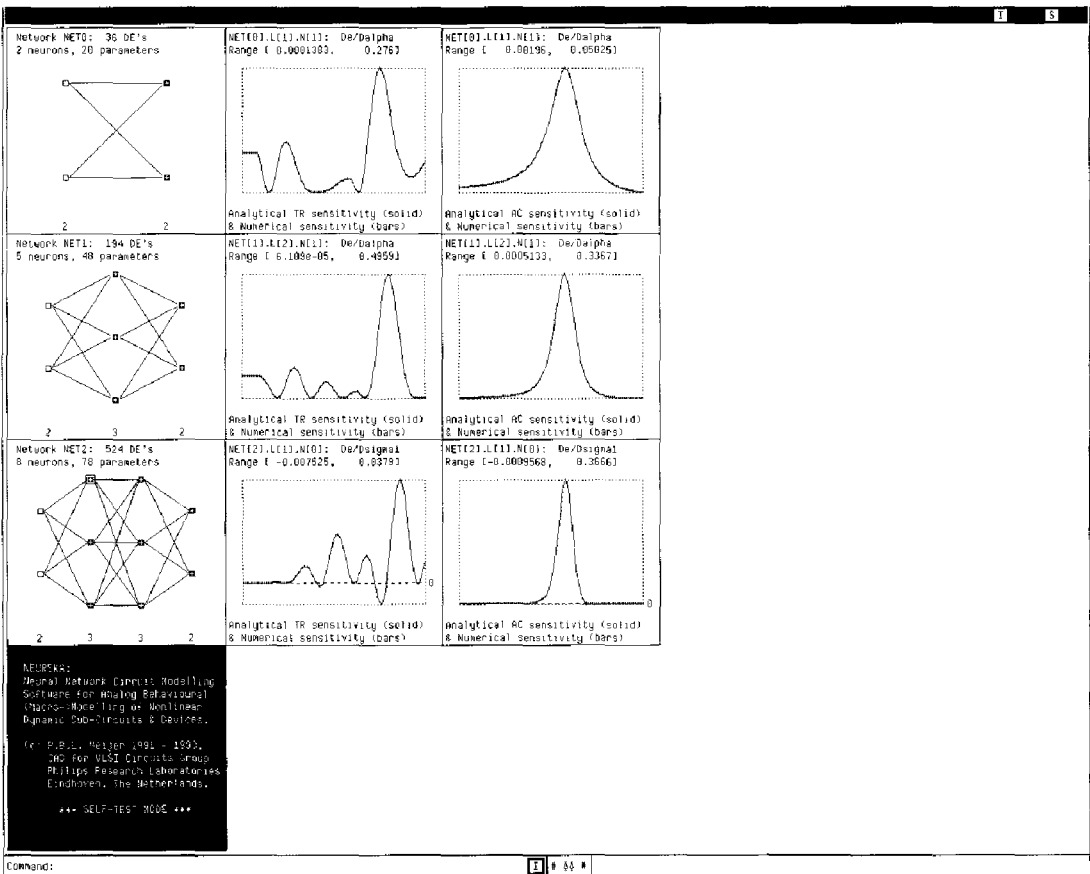 I S
Network NET0: 36 DE's
2 neurons, 20 parameters
2 2
NET[0].L[1].N[1]: De/Dalpha
Range [ 0.0001383, 0.276]
Analytical TR sensitivity (solid)
& Numerical sensitivity (bars)
NET[0].L[1].N[1]: De/Dalpha
Range [ 0.00196, 0.05025]
Analytical AC sensitivity (solid)
& Numerical sensitivity (bars)
Network NET1: 194 DE's
5 neurons, 48 parameters
2 3 2
NET[1].L[2].N[1]: De/Dalpha
Range [ 6.109e-05, 0.4959]
Analytical TR sensitivity (solid)
& Numerical sensitivity (bars)
NET[1].L[2].N[1]: De/Dalpha
Range [ 0.0005133, 0.3367]
Analytical AC sensitivity (solid)
& Numerical sensitivity (bars)
Network NET2: 524 DE's
8 neurons, 78 parameters
2 3 3 2
NET[2].L[1].N[0]: De/Dsigma1
Range [ -0.007525, 0.0379]
0
Analytical TR sensitivity (solid)
& Numerical sensitivity (bars)
NET[2].L[1].N[0]: De/Dsigma1
Range [-0.0009568, 0.3666]
0
Analytical AC sensitivity (solid)
& Numerical sensitivity (bars)
NEUREKA:
Neural Network Circuit Modelling
Software for Analog Behavioural
(Macro-)Modelling of Nonlinear
Dynamic Sub-Circuits & Devices.
(c) P.B.L. Meijer 1991 - 1993,
CAD for VLSI Circuits Group
Philips Research Laboratories
Eindhoven, The Netherlands.
*** SELF-TEST MODE ***
Command:
I